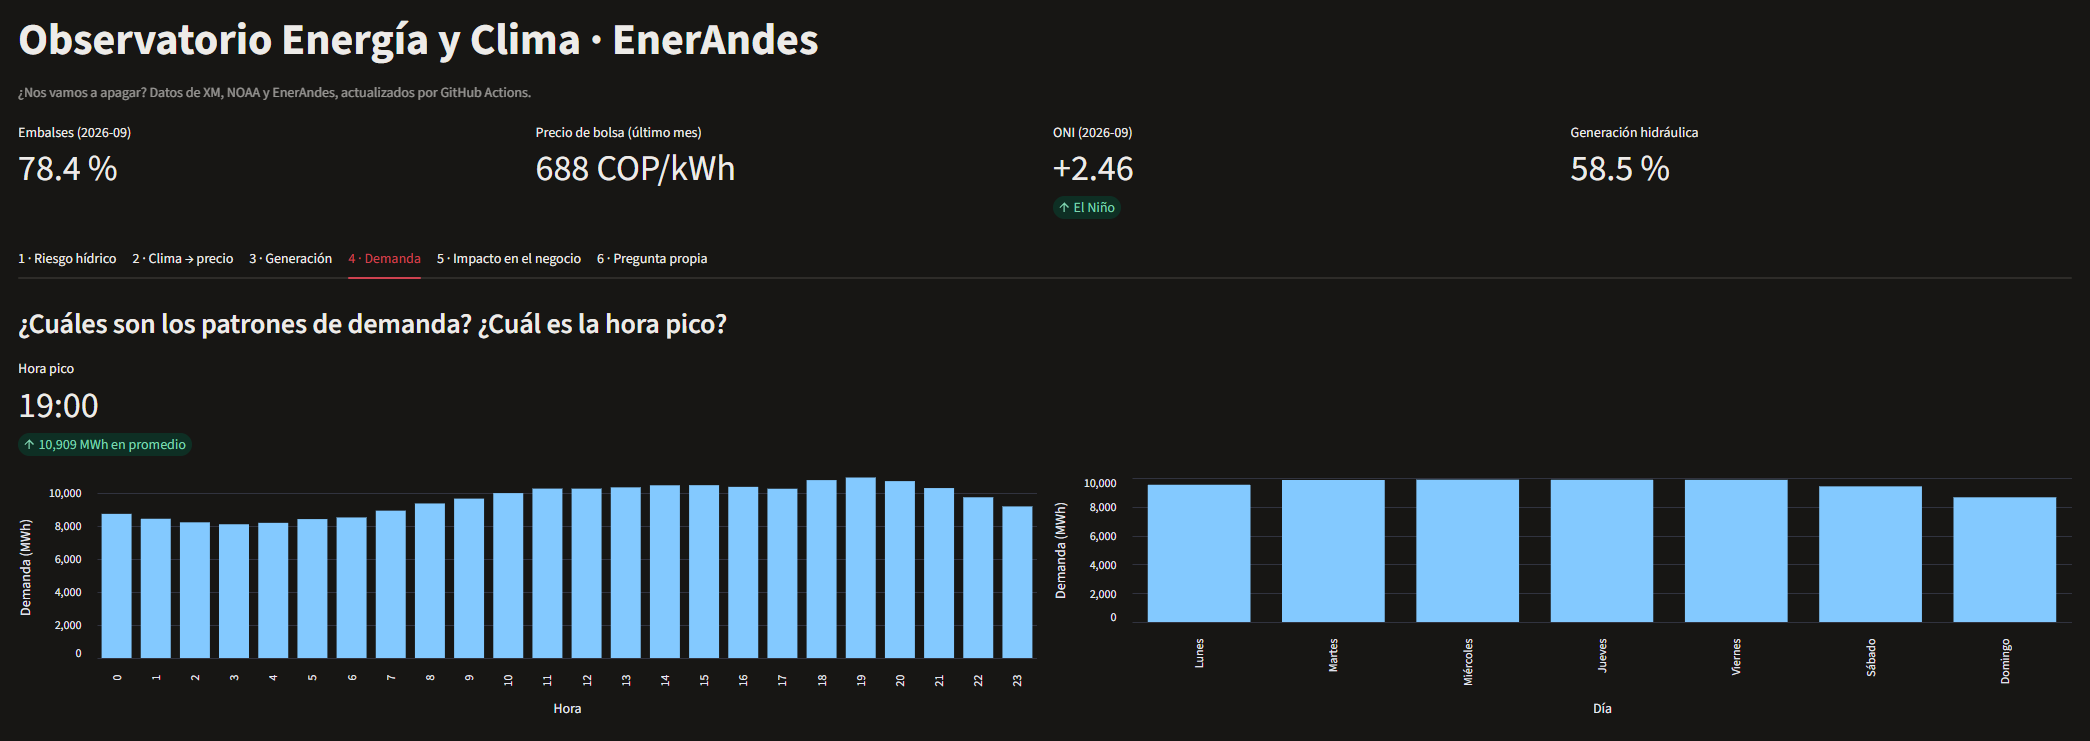 Observatorio Energía y Clima · EnerAndes
¿Nos vamos a apagar? Datos de XM, NOAA y EnerAndes, actualizados por GitHub Actions.
Embalses (2026-09)
78.4 %
Precio de bolsa (último mes)
688 COP/kWh
ONI (2026-09)
+2.46
↑ El Niño
Generación hidráulica
58.5 %
1 · Riesgo hídrico
2 · Clima → precio
3 · Generación
4 · Demanda
5 · Impacto en el negocio
6 · Pregunta propia
¿Cuáles son los patrones de demanda? ¿Cuál es la hora pico?
Hora pico
19:00
↑ 10,909 MWh en promedio
Demanda (MWh)
10,000
8,000
6,000
4,000
2,000
0
0 1 2 3 4 5 6 7 8 9 10 11 12 13 14 15 16 17 18 19 20 21 22 23
Hora
Demanda (MWh)
10,000
8,000
6,000
4,000
2,000
0
Lunes Martes Miércoles Jueves Viernes Sábado Domingo
Día